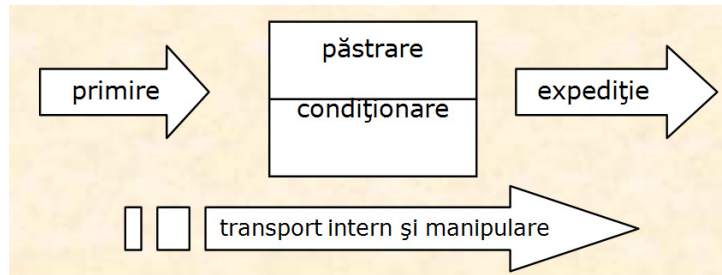 păstrare
primire
condiţionare
expediţie
transport intern şi manipulare